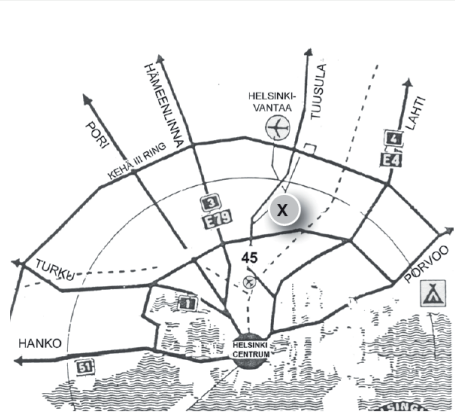 HÄMEENLINNA
HELSINKI-
VANTAA
TUUSULA
LAHTI
PORI
KEHÄ III RING
4
E4
3
E79
X
45
TURKU
PORVOO
1
HANKO
HELSINKI
CENTRUM
51